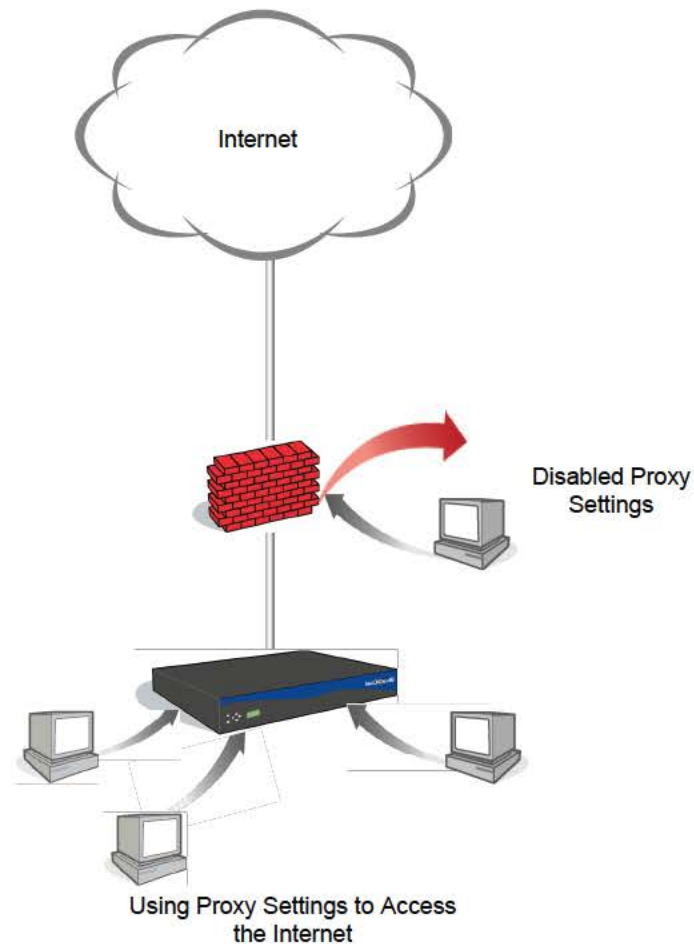 Internet
Disabled Proxy
Settings
Using Proxy Settings to Access
the Internet